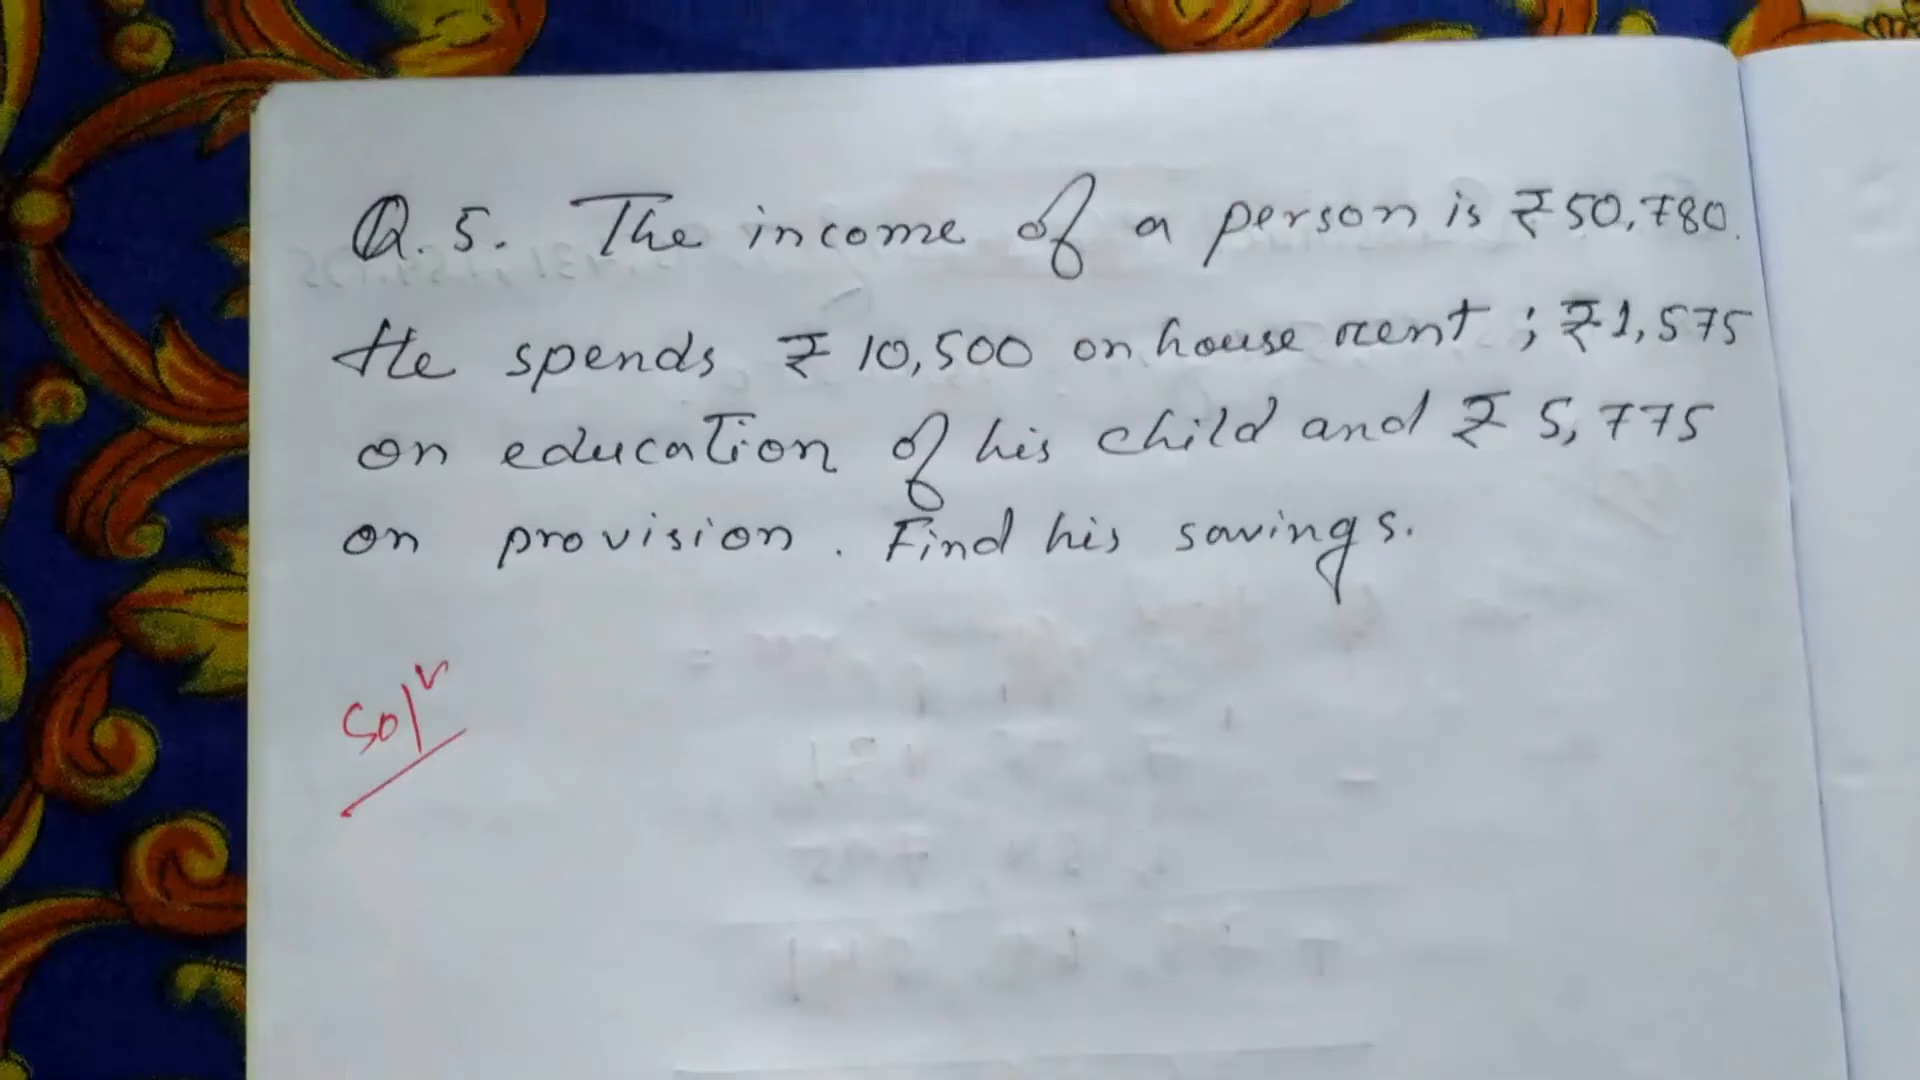 Q.5. The income of a person is ₹50,780.
He spends ₹ 10,500 on house rent ; ₹1,575
on education of his child and ₹ 5,775
on provision. Find his savings.
Solⁿ